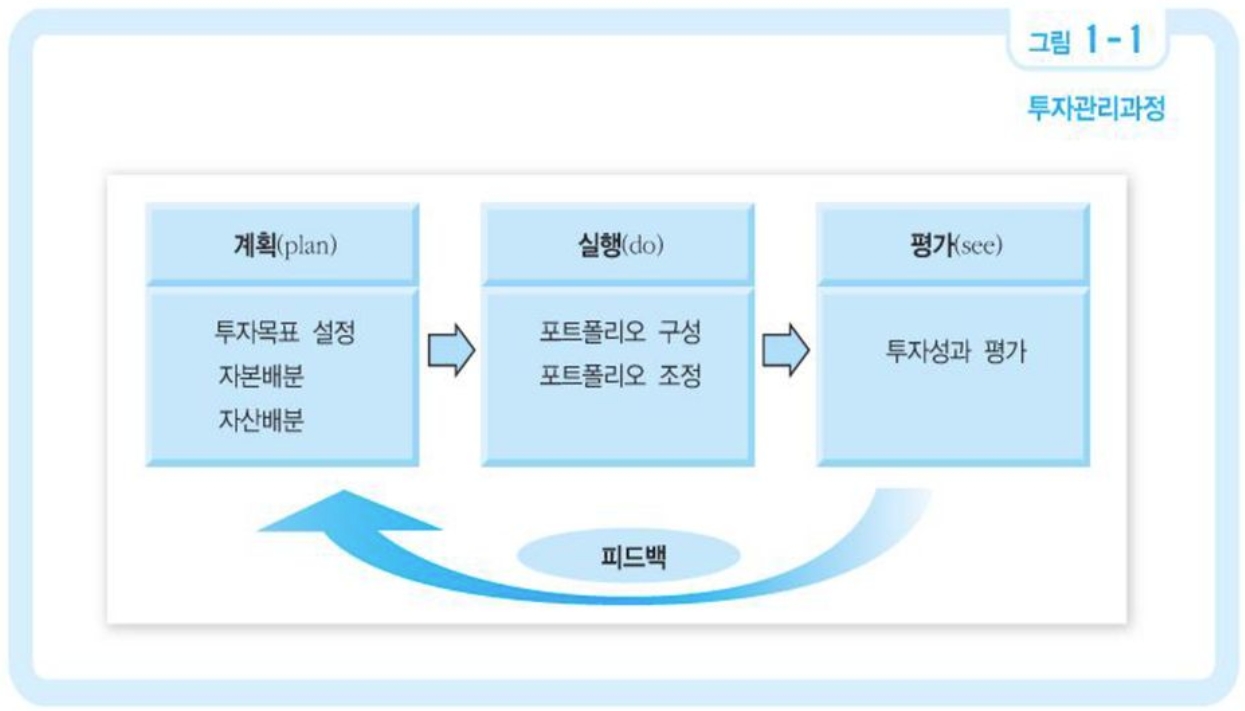 그림 1-1
투자관리과정
계획(plan)
투자목표 설정
자본배분
자산배분
실행(do)
포트폴리오 구성
포트폴리오 조정
평가(see)
투자성과 평가
피드백